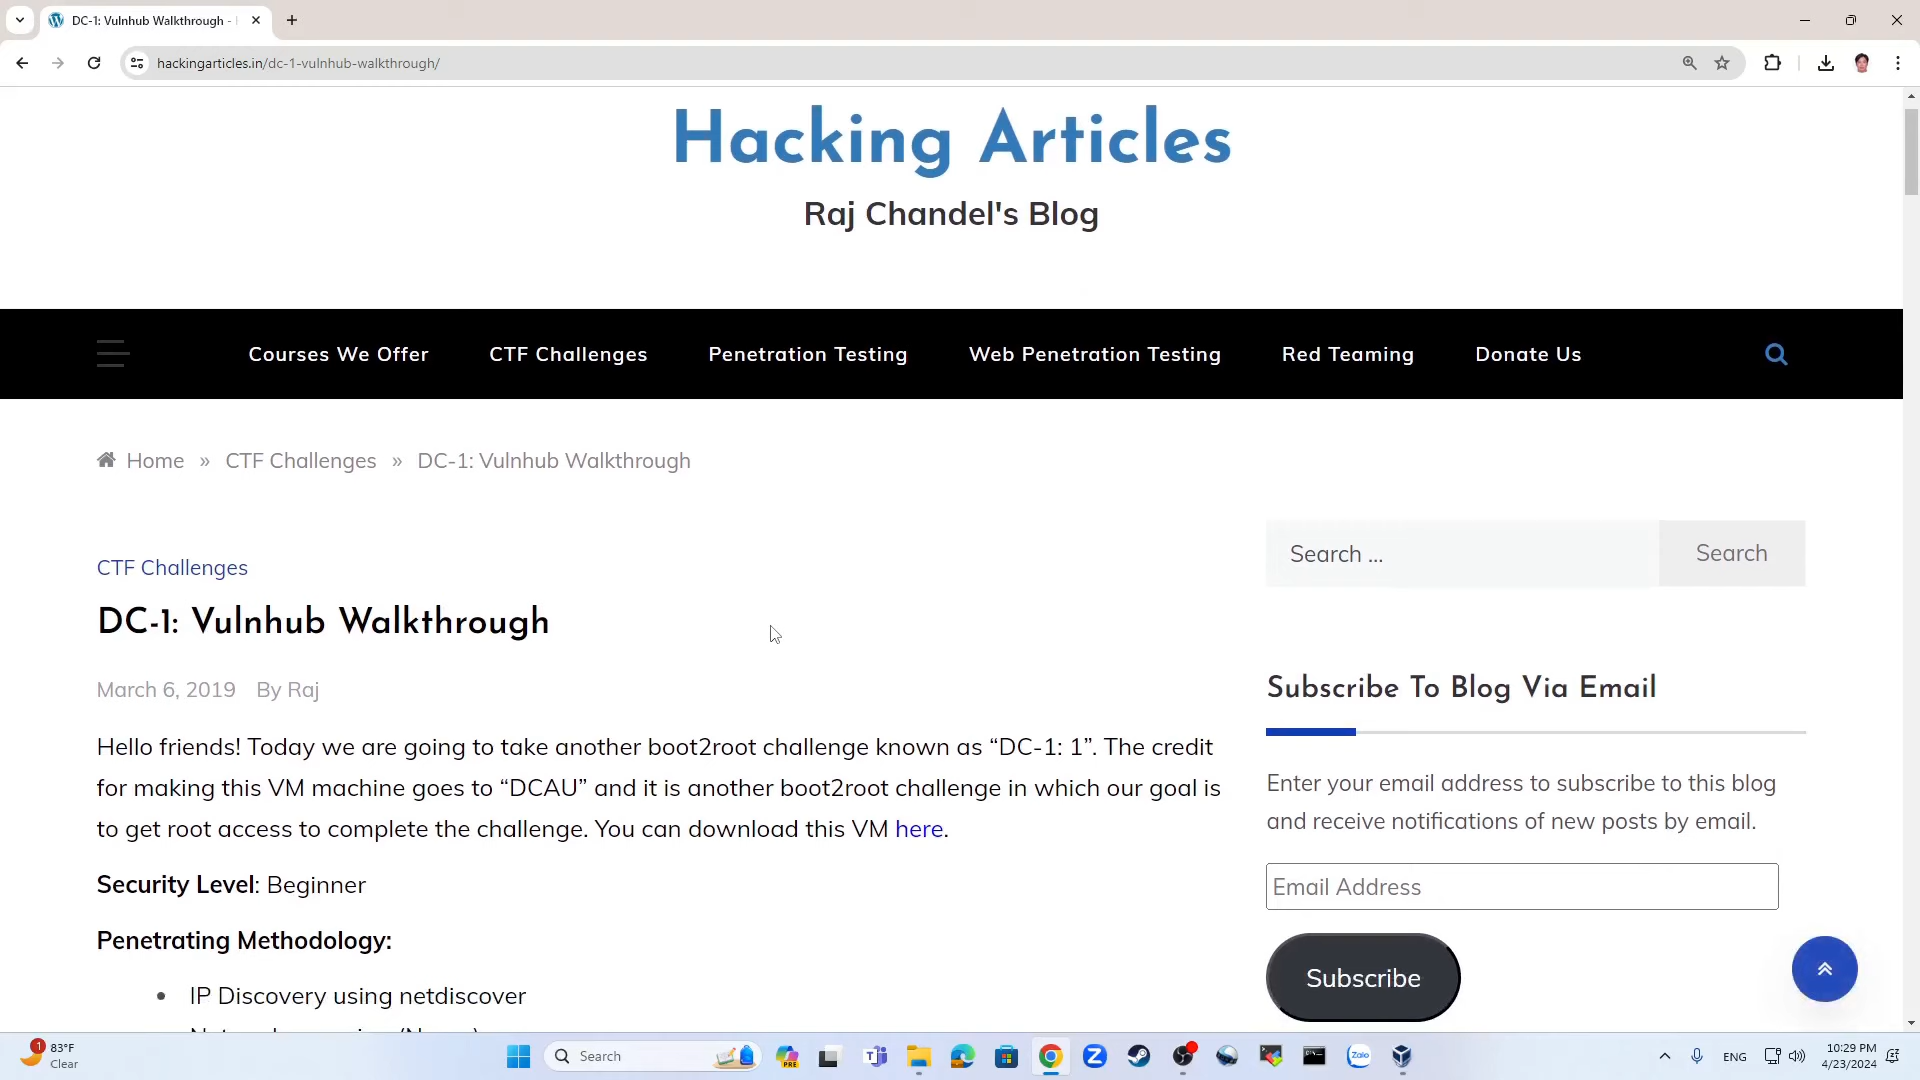 DC-1: Vulnhub Walkthrough -
hackingarticles.in/dc-1-vulnhub-walkthrough/
Hacking Articles
Raj Chandel's Blog
Courses We Offer
CTF Challenges
Penetration Testing
Web Penetration Testing
Red Teaming
Donate Us
Home » CTF Challenges » DC-1: Vulnhub Walkthrough
CTF Challenges
DC-1: Vulnhub Walkthrough
March 6, 2019 By Raj
Hello friends! Today we are going to take another boot2root challenge known as “DC-1: 1”. The credit
for making this VM machine goes to “DCAU” and it is another boot2root challenge in which our goal is
to get root access to complete the challenge. You can download this VM here.
Security Level: Beginner
Penetrating Methodology:
• IP Discovery using netdiscover
Search ...
Search
Subscribe To Blog Via Email
Enter your email address to subscribe to this blog
and receive notifications of new posts by email.
Email Address
Subscribe
1
83°F
Clear
Search
PRE
Z
Zalo
ENG
10:29 PM
4/23/2024